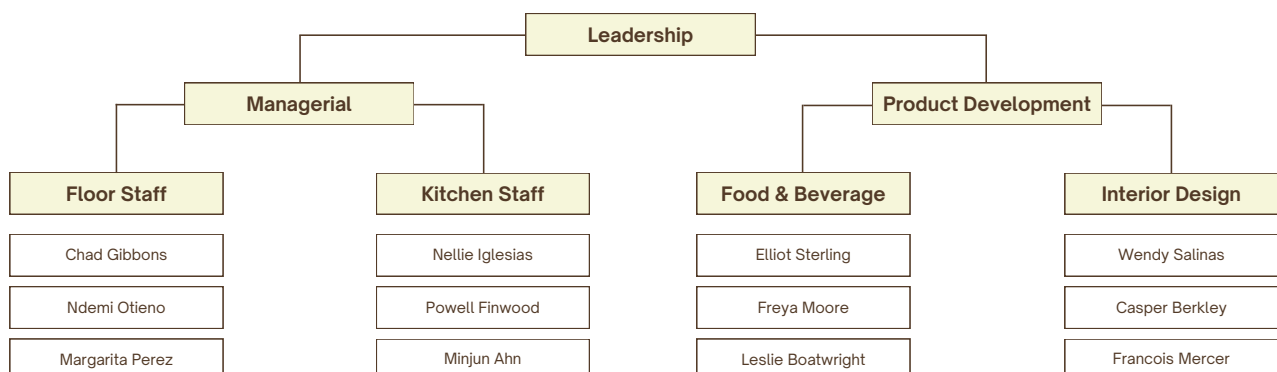 Leadership
Managerial
Product Development
Floor Staff
Kitchen Staff
Food & Beverage
Interior Design
Chad Gibbons
Nellie Iglesias
Elliot Sterling
Wendy Salinas
Ndemi Otieno
Powell Finwood
Freya Moore
Casper Berkley
Margarita Perez
Minjun Ahn
Leslie Boatwright
Francois Mercer